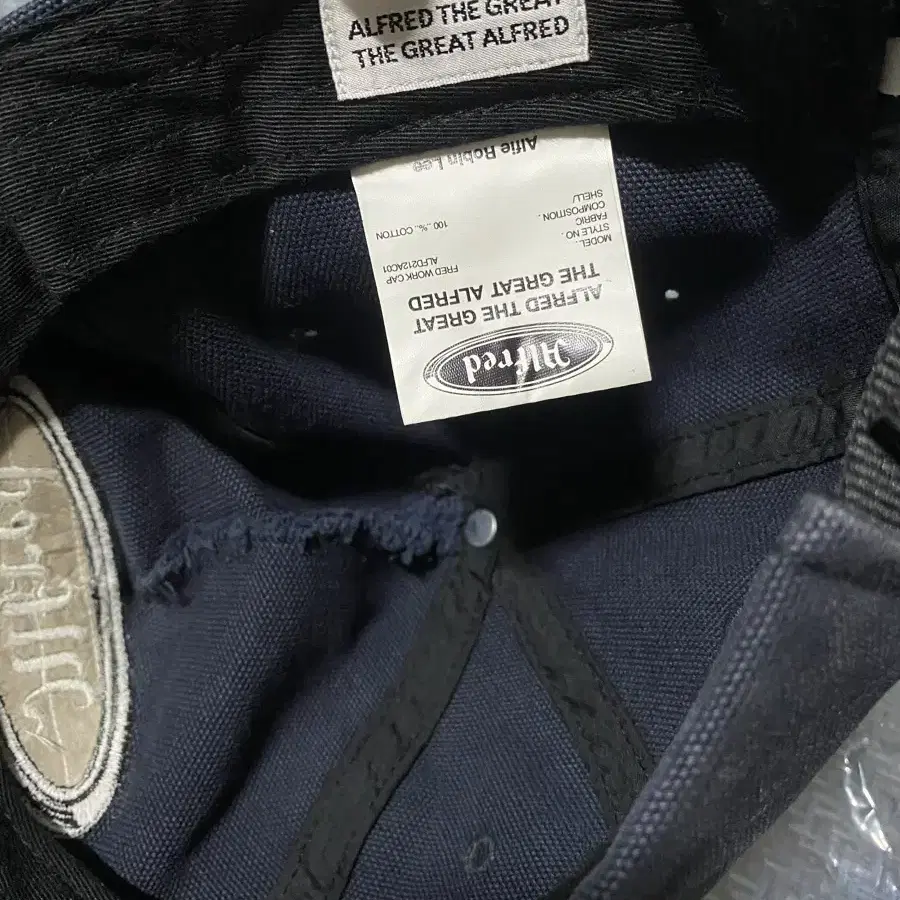 ALFRED THE GREAT
THE GREAT ALFRED
Alfred
ALFRED THE GREAT
THE GREAT ALFRED
MODEL. FRED WORK CAP
STYLE NO. ALFD212AC01
FABRIC
COMPOSITION.
SHELL/ 100..%..COTTON
Alfie Robin Lee
Alfred